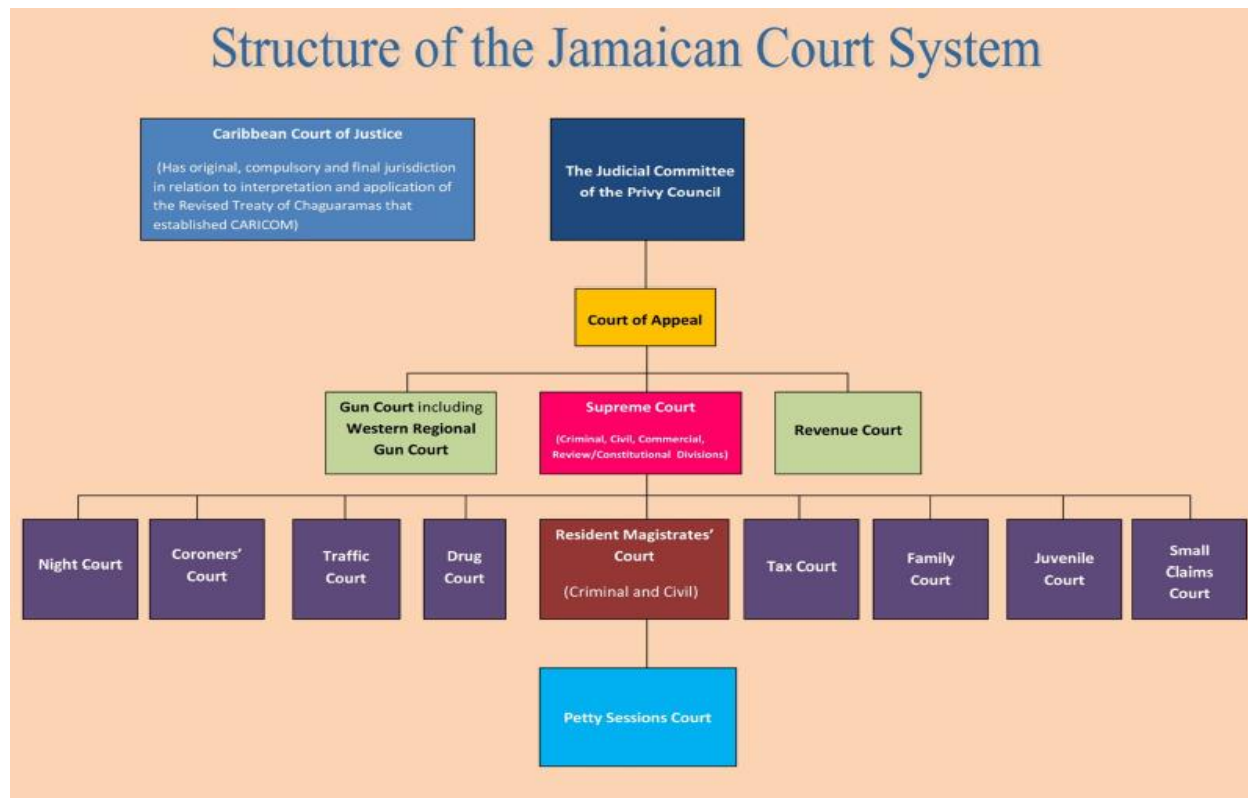 Structure of the Jamaican Court System
Caribbean Court of Justice
(Has original, compulsory and final jurisdiction
in relation to interpretation and application of
the Revised Treaty of Chaguaramas that
established CARICOM)
The Judicial Committee
of the Privy Council
Court of Appeal
Gun Court including
Western Regional
Gun Court
Supreme Court
(Criminal, Civil, Commercial,
Review/Constitutional Divisions)
Revenue Court
Night Court
Coroners'
Court
Traffic
Court
Drug
Court
Resident Magistrates'
Court
(Criminal and Civil)
Tax Court
Family
Court
Juvenile
Court
Small
Claims
Court
Petty Sessions Court